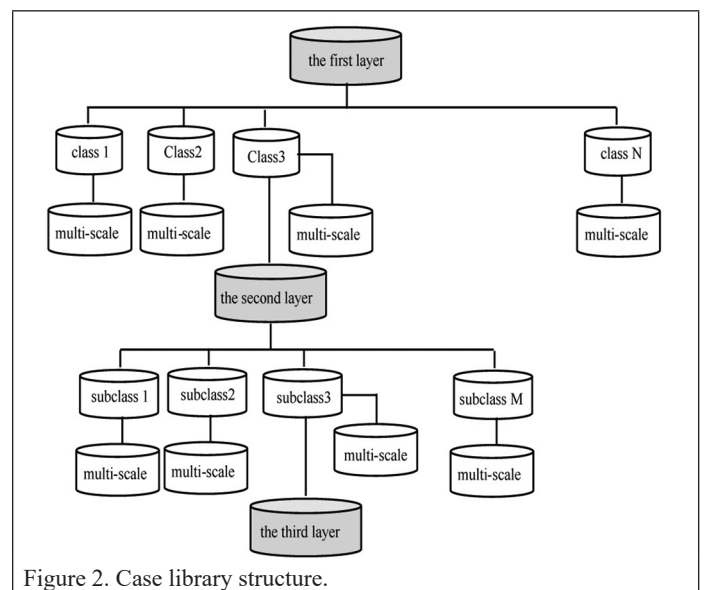 the first layer
class 1
Class2
Class3
class N
multi-scale
multi-scale
multi-scale
multi-scale
the second layer
subclass 1
subclass2
subclass3
subclass M
multi-scale
multi-scale
multi-scale
multi-scale
the third layer
Figure 2. Case library structure.